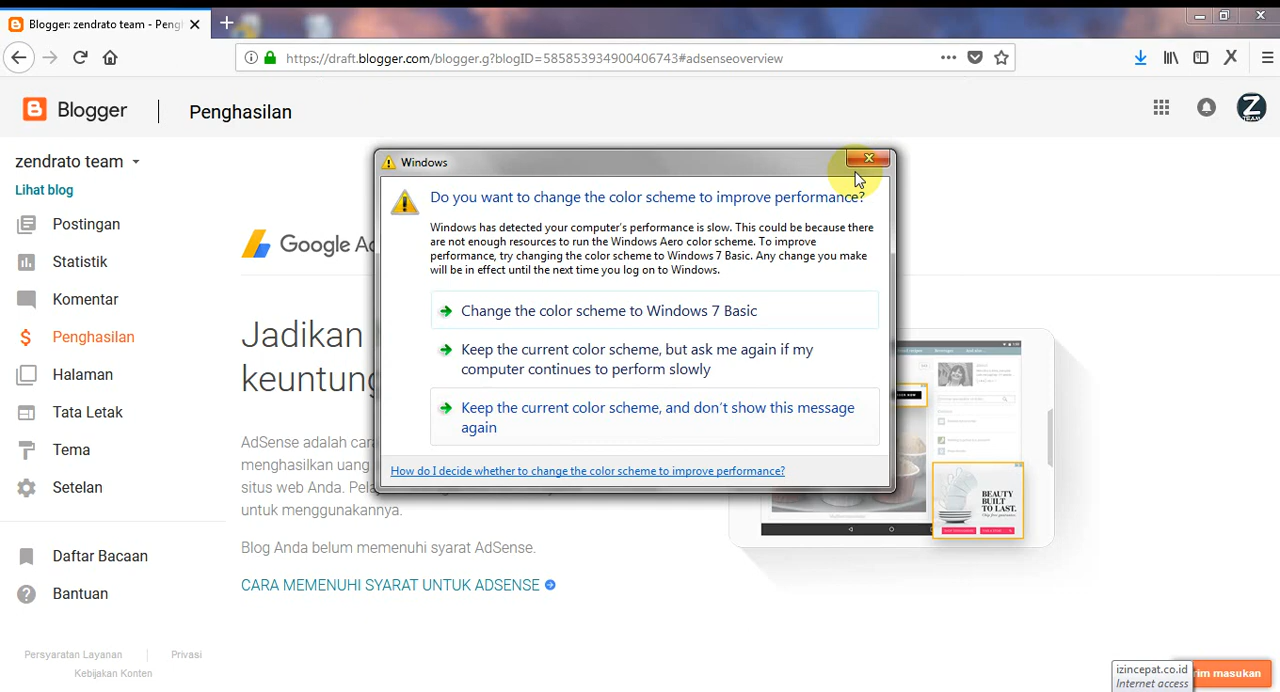 Blogger: zendrato team - Peng
https://draft.blogger.com/blogger.g?blogID=585853934900406743#adsenseoverview
Blogger
Penghasilan
zendrato team
Lihat blog
Postingan
Statistik
Komentar
Penghasilan
Halaman
Tata Letak
Tema
Setelan
Daftar Bacaan
Bantuan
Persyaratan Layanan
Privasi
Kebijakan Konten
Google Ad
Jadikan
keuntung
AdSense adalah cara
menghasilkan uang
situs web Anda. Pel
untuk menggunakannya.
Blog Anda belum memenuhi syarat AdSense.
CARA MEMENUHI SYARAT UNTUK ADSENSE
Windows
Do you want to change the color scheme to improve performance?
Windows has detected your computer's performance is slow. This could be because there
are not enough resources to run the Windows Aero color scheme. To improve
performance, try changing the color scheme to Windows 7 Basic. Any change you make
will be in effect until the next time you log on to Windows.
Change the color scheme to Windows 7 Basic
Keep the current color scheme, but ask me again if my
computer continues to perform slowly
Keep the current color scheme, and don't show this message
again
How do I decide whether to change the color scheme to improve performance?
BEAUTY
BUILT
TO LAST.
Z
TEAM
izincepat.co.id
Internet access
rim masukan